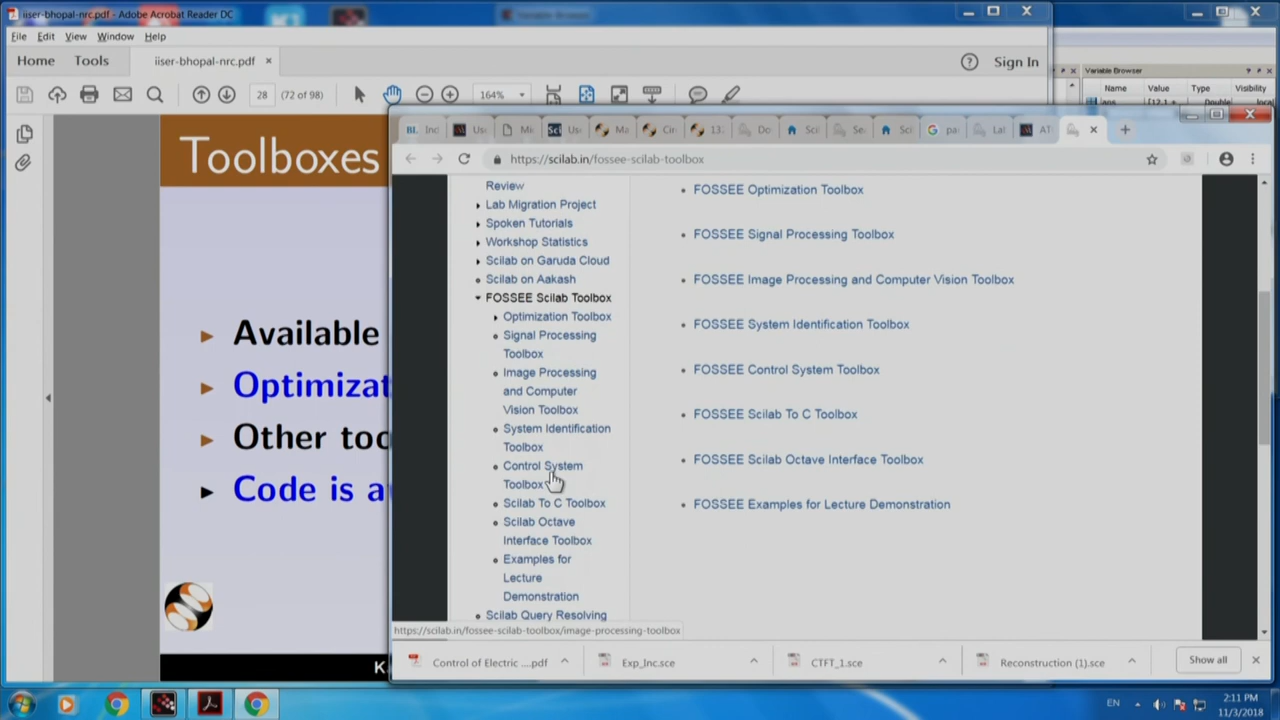 iiser-bhopal-nrc.pdf - Adobe Acrobat Reader DC
File Edit View Window Help
Home Tools iiser-bhopal-nrc.pdf × Sign In
28 (72 of 98) 164%
Variable Browser
Name Value Type Visibility
Toolboxes
Available
Optimizat
Other too
Code is a
K
https://scilab.in/fossee-scilab-toolbox
Review
Lab Migration Project
Spoken Tutorials
Workshop Statistics
Scilab on Garuda Cloud
Scilab on Aakash
FOSSEE Scilab Toolbox
Optimization Toolbox
Signal Processing
Toolbox
Image Processing
and Computer
Vision Toolbox
System Identification
Toolbox
Control System
Toolbox
Scilab To C Toolbox
Scilab Octave
Interface Toolbox
Examples for
Lecture
Demonstration
Scilab Query Resolving
FOSSEE Optimization Toolbox
FOSSEE Signal Processing Toolbox
FOSSEE Image Processing and Computer Vision Toolbox
FOSSEE System Identification Toolbox
FOSSEE Control System Toolbox
FOSSEE Scilab To C Toolbox
FOSSEE Scilab Octave Interface Toolbox
FOSSEE Examples for Lecture Demonstration
https://scilab.in/fossee-scilab-toolbox/image-processing-toolbox
Control of Electric ....pdf Exp_Inc.sce CTFT_1.sce Reconstruction (1).sce Show all
EN 2:11 PM
11/3/2018